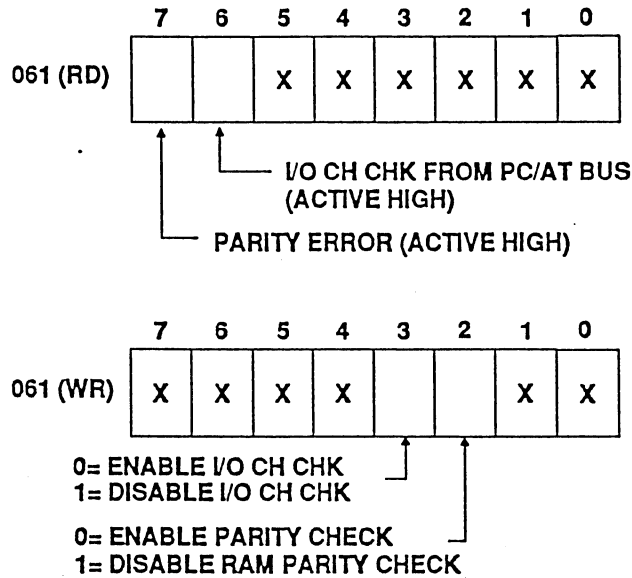 7 6 5 4 3 2 1 0
061 (RD) X X X X X X
I/O CH CHK FROM PC/AT BUS
(ACTIVE HIGH)
PARITY ERROR (ACTIVE HIGH)
7 6 5 4 3 2 1 0
061 (WR) X X X X X X
0= ENABLE I/O CH CHK
1= DISABLE I/O CH CHK
0= ENABLE PARITY CHECK
1= DISABLE RAM PARITY CHECK